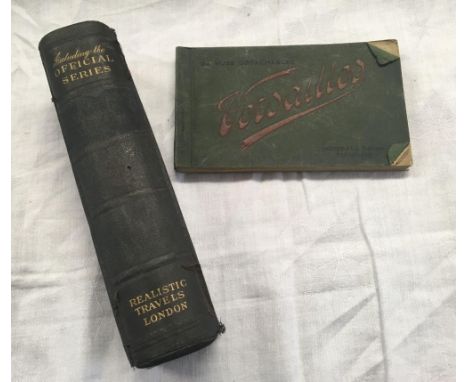 Including the
OFFICIAL
SERIES
REALISTIC
TRAVELS
LONDON
Versailles